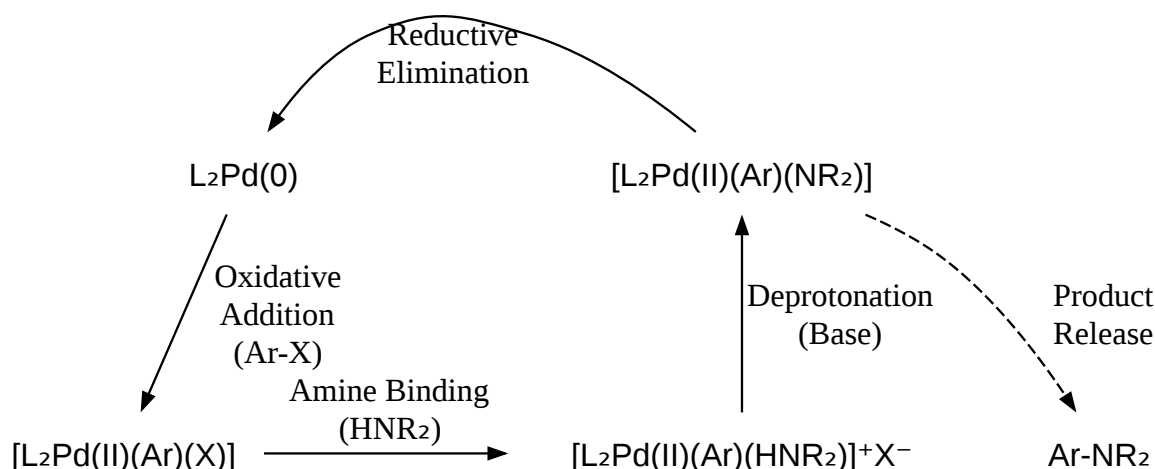 Reductive
Elimination
L₂Pd(0)
[L₂Pd(II)(Ar)(NR₂)]
Oxidative
Addition
(Ar-X)
Deprotonation
(Base)
Product
Release
Amine Binding
(HNR₂)
[L₂Pd(II)(Ar)(X)]
[L₂Pd(II)(Ar)(HNR₂)]⁺X⁻
Ar-NR₂